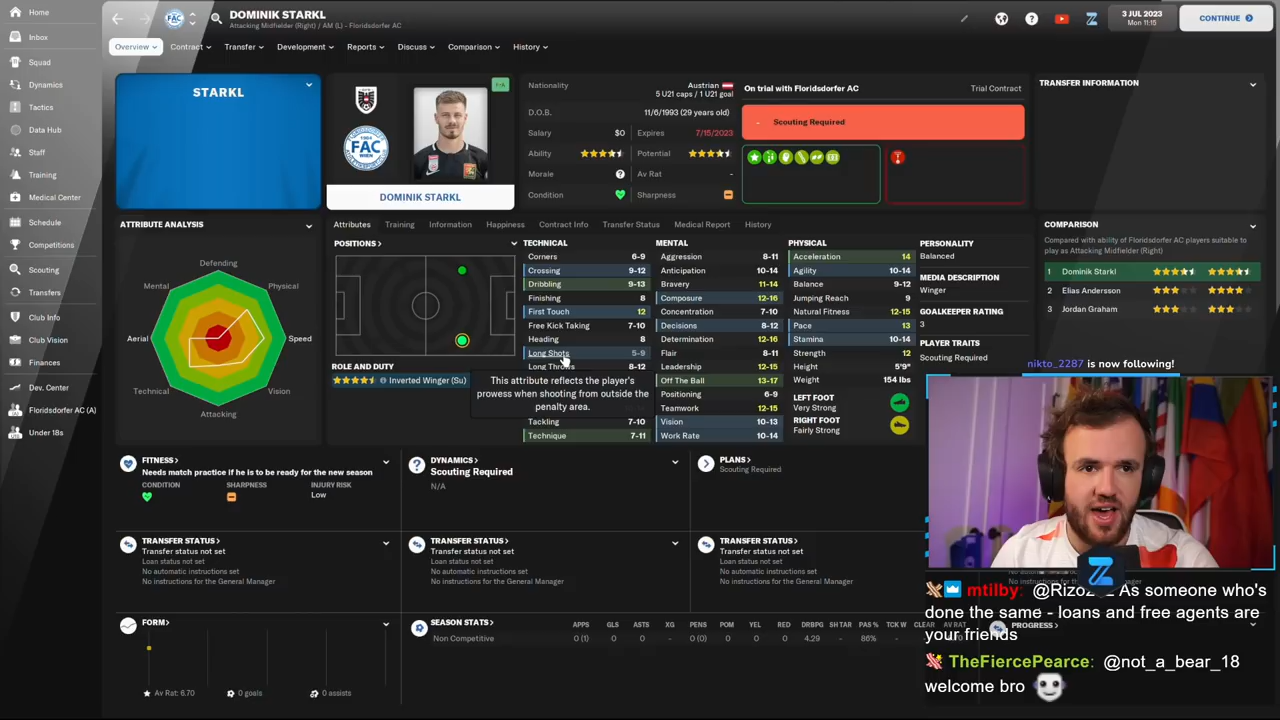 Home
Inbox
Squad
Dynamics
Tactics
Data Hub
Staff
Training
Medical Center
Schedule
Competitions
Scouting
Transfers
Club Info
Club Vision
Finances
Dev. Center
Floridsdorfer AC (A)
Under 18s
DOMINIK STARKL
Attacking Midfielder (Right) / AM (L) - Floridsdorfer AC
3 JUL 2023
Mon 11:15
CONTINUE
Overview
Contract
Transfer
Development
Reports
Discuss
Comparison
History
STARKL
FAC
WIEN
DOMINIK STARKL
Nationality Austrian
5 U21 caps / 1 U21 goal
D.O.B. 11/6/1993 (29 years old)
Salary $0 Expires 7/15/2023
Ability Potential
Morale Av Rat -
Condition Sharpness
On trial with Floridsdorfer AC Trial Contract
- Scouting Required
TRANSFER INFORMATION
ATTRIBUTE ANALYSIS
Defending
Physical
Speed
Vision
Attacking
Technical
Aerial
Mental
Attributes Training Information Happiness Contract Info Transfer Status Medical Report History
POSITIONS
ROLE AND DUTY
Inverted Winger (Su)
TECHNICAL
Corners 6-9
Crossing 9-12
Dribbling 9-13
Finishing 8
First Touch 12
Free Kick Taking 7-10
Heading 8
Long Shots 5-9
Long Throws 8-12
Tackling 7-10
Technique 7-11
This attribute reflects the player's
prowess when shooting from outside the
penalty area.
MENTAL
Aggression 8-11
Anticipation 10-14
Bravery 11-14
Composure 12-16
Concentration 7-10
Decisions 8-12
Determination 12-16
Flair 8-11
Leadership 12-15
Off The Ball 13-17
Positioning 6-9
Teamwork 12-15
Vision 10-13
Work Rate 10-14
PHYSICAL
Acceleration 14
Agility 10-14
Balance 9-12
Jumping Reach 9
Natural Fitness 12-15
Pace 13
Stamina 10-14
Strength 12
Height 5'9"
Weight 154 lbs
LEFT FOOT
Very Strong
RIGHT FOOT
Fairly Strong
PERSONALITY
Balanced
MEDIA DESCRIPTION
Winger
GOALKEEPER RATING
3
PLAYER TRAITS
Scouting Required
COMPARISON
Compared with ability of Floridsdorfer AC players suitable to
play as Attacking Midfielder (Right)
1 Dominik Starkl
2 Elias Andersson
3 Jordan Graham
nikto_2287 is now following!
FITNESS
Needs match practice if he is to be ready for the new season
CONDITION SHARPNESS INJURY RISK
Low
DYNAMICS
Scouting Required
N/A
PLANS
Scouting Required
TRANSFER STATUS
Transfer status not set
Loan status not set
No automatic instructions set
No instructions for the General Manager
TRANSFER STATUS
Transfer status not set
Loan status not set
No automatic instructions set
No instructions for the General Manager
TRANSFER STATUS
Transfer status not set
Loan status not set
No automatic instructions set
No instructions for the General Manager
FORM
Av Rat: 6.70 0 goals 0 assists
SEASON STATS
APPS GLS ASTS XG PENS POM YEL RED DRBPG SH TAR PAS % TCK W CLEAR AV RAT
Non Competitive 0 (1) 0 0 - 0 (0) 0 0 0 4.29 - 86% -
PROGRESS
mtilby: @Rizoz12 As someone who's
done the same - loans and free agents are
your friends
TheFiercePearce: @not_a_bear_18
welcome bro